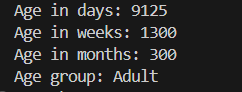 Age in days: 9125
Age in weeks: 1300
Age in months: 300
Age group: Adult